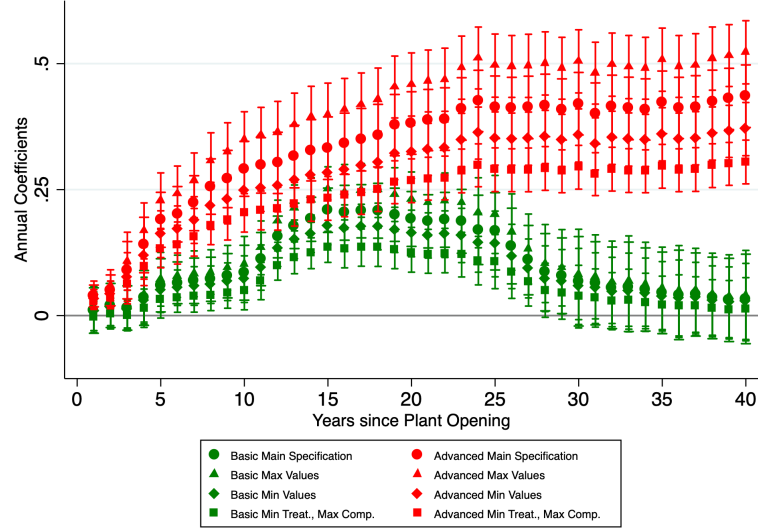 Annual Coefficients
.5
.25
0
0 5 10 15 20 25 30 35 40
Years since Plant Opening
Basic Main Specification Advanced Main Specification
Basic Max Values Advanced Max Values
Basic Min Values Advanced Min Values
Basic Min Treat., Max Comp. Advanced Min Treat., Max Comp.